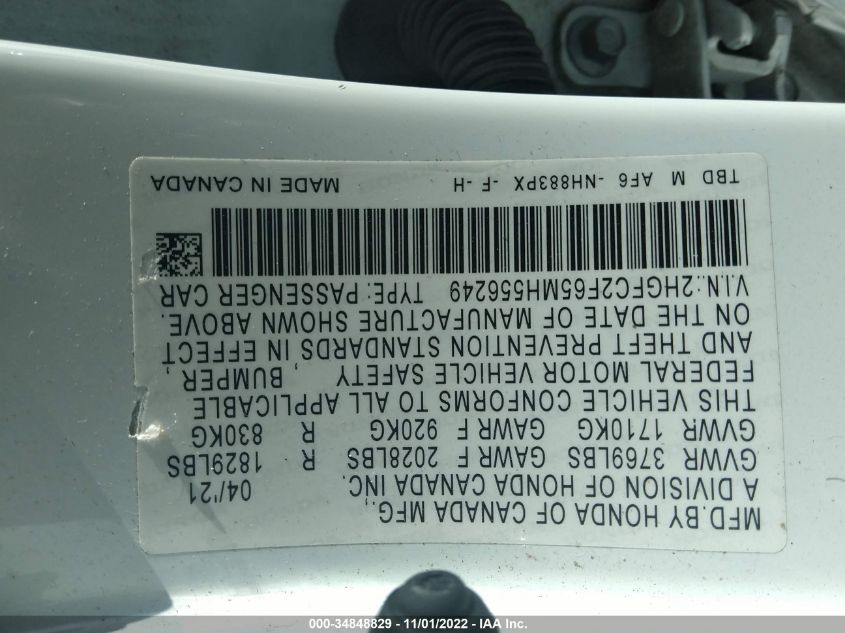 MFD.BY HONDA OF CANADA MFG.,
A DIVISION OF HONDA CANADA INC. 04/'21
GVWR 3769LBS GAWR F 2028LBS R 1829LBS
GVWR 1710KG GAWR F 920KG R 830KG
THIS VEHICLE CONFORMS TO ALL APPLICABLE
FEDERAL MOTOR VEHICLE SAFETY , BUMPER,
AND THEFT PREVENTION STANDARDS IN EFFECT
ON THE DATE OF MANUFACTURE SHOWN ABOVE.
V.I.N.:2HGFC2F65MH556249 TYPE:PASSENGER CAR
TBD M AF6 -NH883PX -F -H MADE IN CANADA
000-34848829 - 11/01/2022 - IAA Inc.